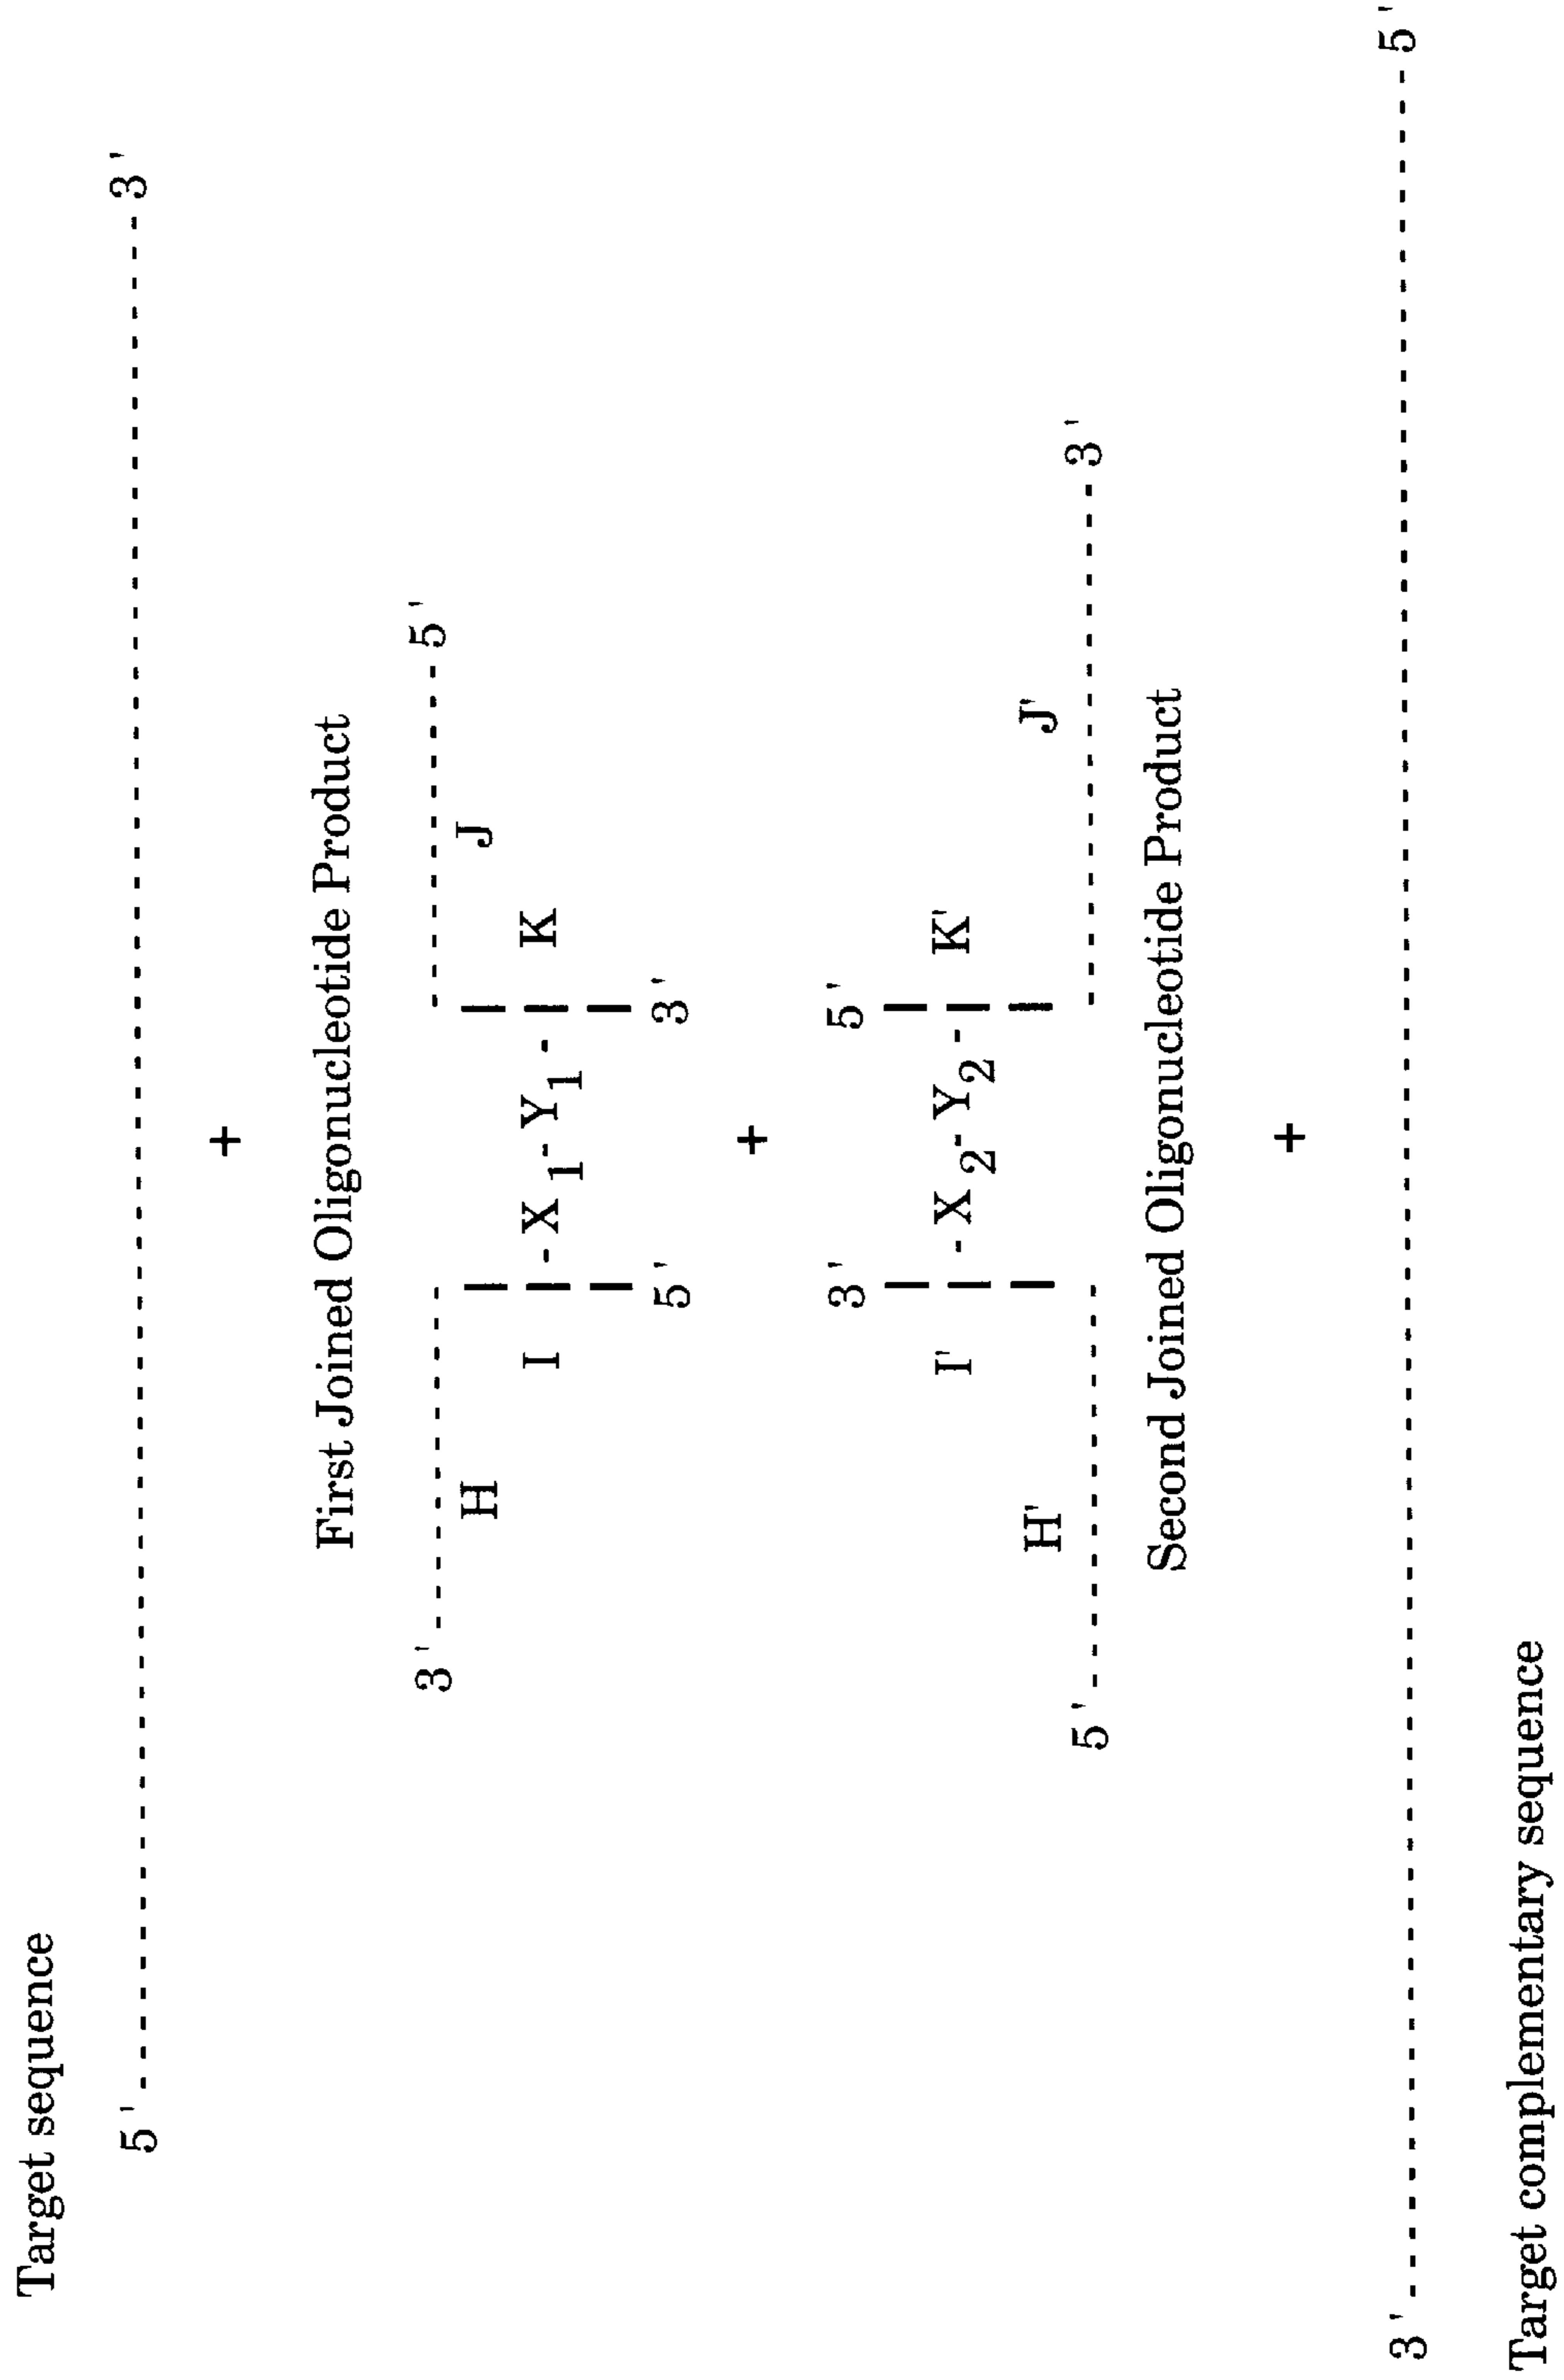 Target sequence
5'--------------------------------------------------------------- 3'
+
First Joined Oligonucleotide Product
3'------------ ------------ 5'
H J
I -X1-Y1- K
5' 3'
+
3' 5'
I' -X2-Y2- K'
H' J'
5'-------------- ------------------ 3'
Second Joined Oligonucleotide Product
+
3'--------------------------------------------------------------------------- 5'
Target complementary sequence